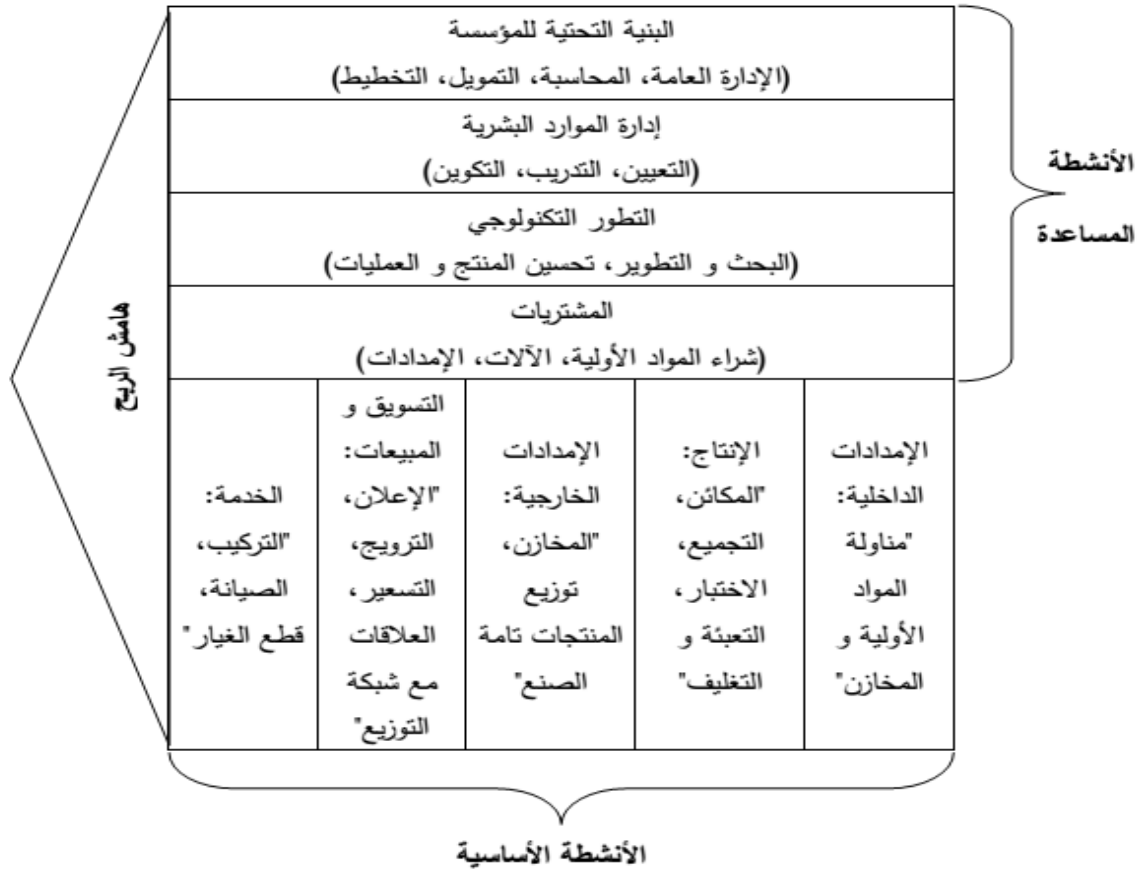 البنية التحتية للمؤسسة
(الإدارة العامة، المحاسبة، التمويل، التخطيط)
إدارة الموارد البشرية
(التعيين، التدريب، التكوين)
التطور التكنولوجي
(البحث و التطوير، تحسين المنتج و العمليات)
المشتريات
(شراء المواد الأولية، الآلات، الإمدادات)
الأنشطة
المساعدة
الإمدادات
الداخلية:
"مناولة
المواد
الأولية و
المخازن"
الإنتاج:
"المكائن،
التجميع،
الاختبار،
التعبئة و
التغليف"
الإمدادات
الخارجية:
"المخازن،
توزيع
المنتجات تامة
الصنع"
التسويق و
المبيعات:
"الإعلان،
الترويج،
التسعير،
العلاقات
مع شبكة
التوزيع"
الخدمة:
"التركيب،
الصيانة،
قطع الغيار"
هامش الربح
الأنشطة الأساسية